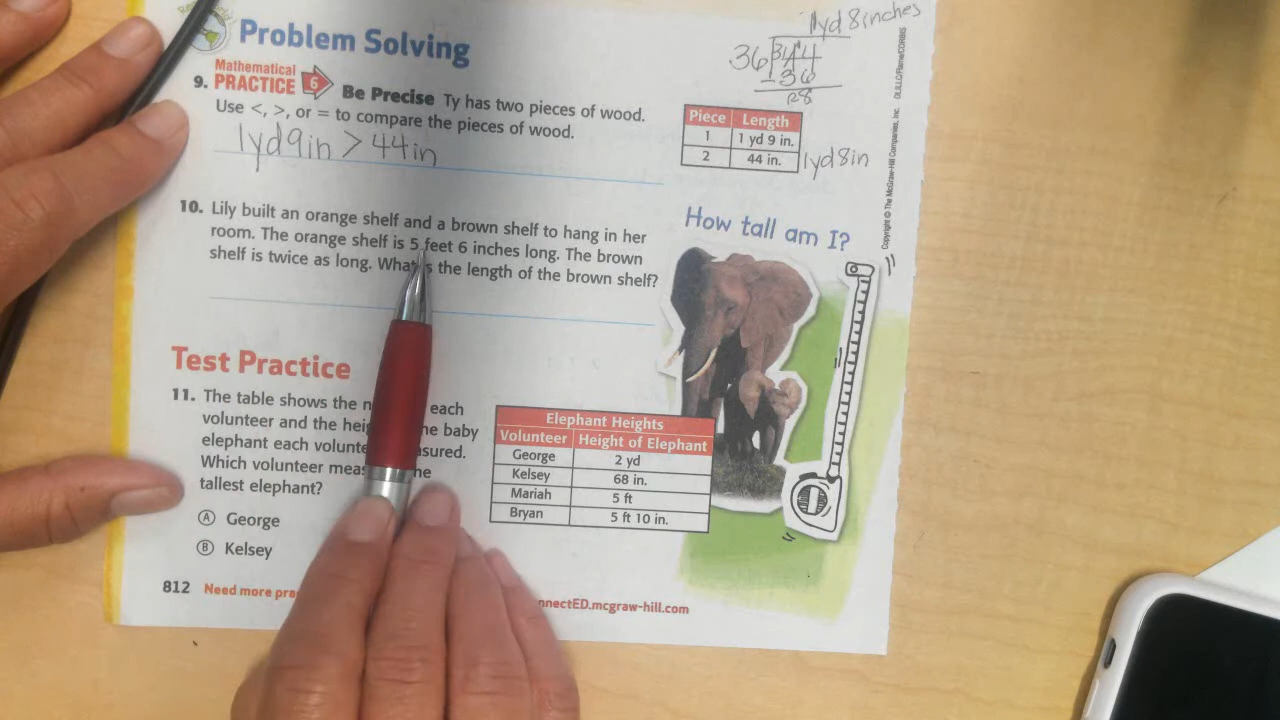 Problem Solving
Mathematical
9. PRACTICE 6 Be Precise Ty has two pieces of wood.
Use <, >, or = to compare the pieces of wood.
1yd9in > 44in
1yd 8inches
36
- 36
Piece Length
1 1 yd 9 in.
2 44 in.
1yd8in
10. Lily built an orange shelf and a brown shelf to hang in her
room. The orange shelf is 5 feet 6 inches long. The brown
shelf is twice as long. What is the length of the brown shelf?
How tall am I?
Test Practice
11. The table shows the each
volunteer and the baby
elephant each
Which volunteer
tallest elephant?
A George
B Kelsey
Elephant Heights
Volunteer Height of Elephant
George 2 yd
Kelsey 68 in.
Mariah 5 ft
Bryan 5 ft 10 in.
812 Need more
connectED.mcgraw-hill.com
Copyright © The McGraw-Hill Companies, Inc.